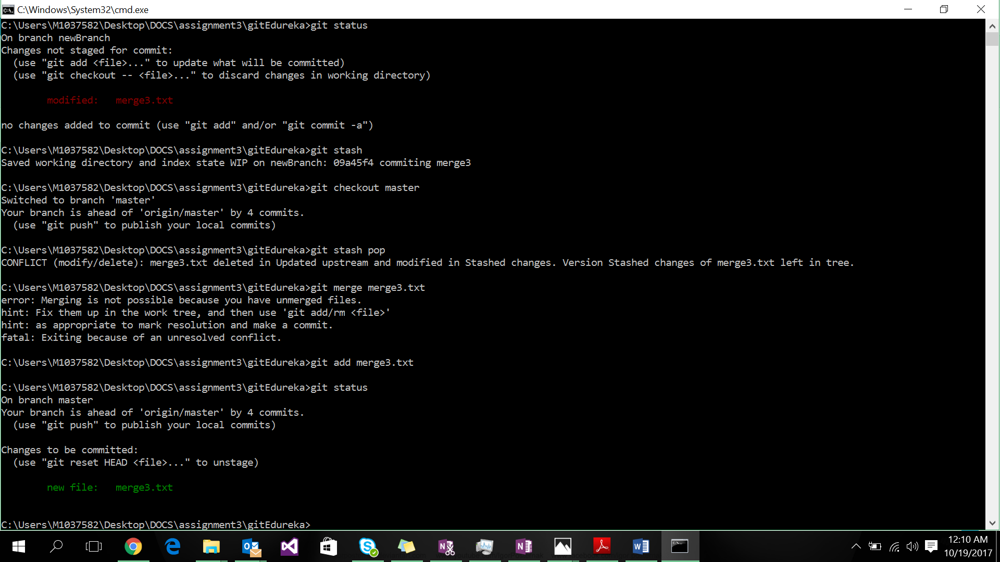 C:\Windows\System32\cmd.exe
C:\Users\M1037582\Desktop\DOCS\assignment3\gitEdureka>git status
On branch newBranch
Changes not staged for commit:
  (use "git add <file>..." to update what will be committed)
  (use "git checkout -- <file>..." to discard changes in working directory)
        modified:   merge3.txt
no changes added to commit (use "git add" and/or "git commit -a")
C:\Users\M1037582\Desktop\DOCS\assignment3\gitEdureka>git stash
Saved working directory and index state WIP on newBranch: 09a45f4 commiting merge3
C:\Users\M1037582\Desktop\DOCS\assignment3\gitEdureka>git checkout master
Switched to branch 'master'
Your branch is ahead of 'origin/master' by 4 commits.
  (use "git push" to publish your local commits)
C:\Users\M1037582\Desktop\DOCS\assignment3\gitEdureka>git stash pop
CONFLICT (modify/delete): merge3.txt deleted in Updated upstream and modified in Stashed changes. Version Stashed changes of merge3.txt left in tree.
C:\Users\M1037582\Desktop\DOCS\assignment3\gitEdureka>git merge merge3.txt
error: Merging is not possible because you have unmerged files.
hint: Fix them up in the work tree, and then use 'git add/rm <file>'
hint: as appropriate to mark resolution and make a commit.
fatal: Exiting because of an unresolved conflict.
C:\Users\M1037582\Desktop\DOCS\assignment3\gitEdureka>git add merge3.txt
C:\Users\M1037582\Desktop\DOCS\assignment3\gitEdureka>git status
On branch master
Your branch is ahead of 'origin/master' by 4 commits.
  (use "git push" to publish your local commits)
Changes to be committed:
  (use "git reset HEAD <file>..." to unstage)
        new file:   merge3.txt
C:\Users\M1037582\Desktop\DOCS\assignment3\gitEdureka>
12:10 AM
10/19/2017